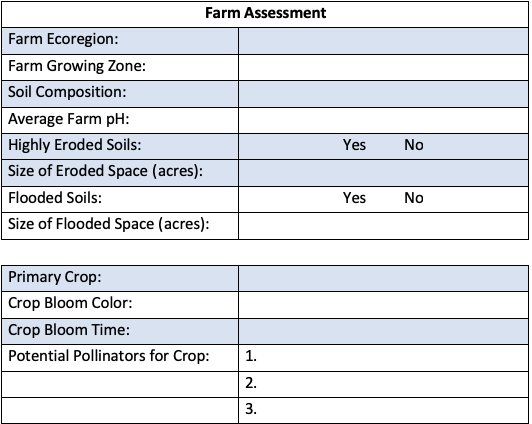 Farm Assessment
Farm Ecoregion:
Farm Growing Zone:
Soil Composition:
Average Farm pH:
Highly Eroded Soils: Yes No
Size of Eroded Space (acres):
Flooded Soils: Yes No
Size of Flooded Space (acres):
Primary Crop:
Crop Bloom Color:
Crop Bloom Time:
Potential Pollinators for Crop: 1.
2.
3.